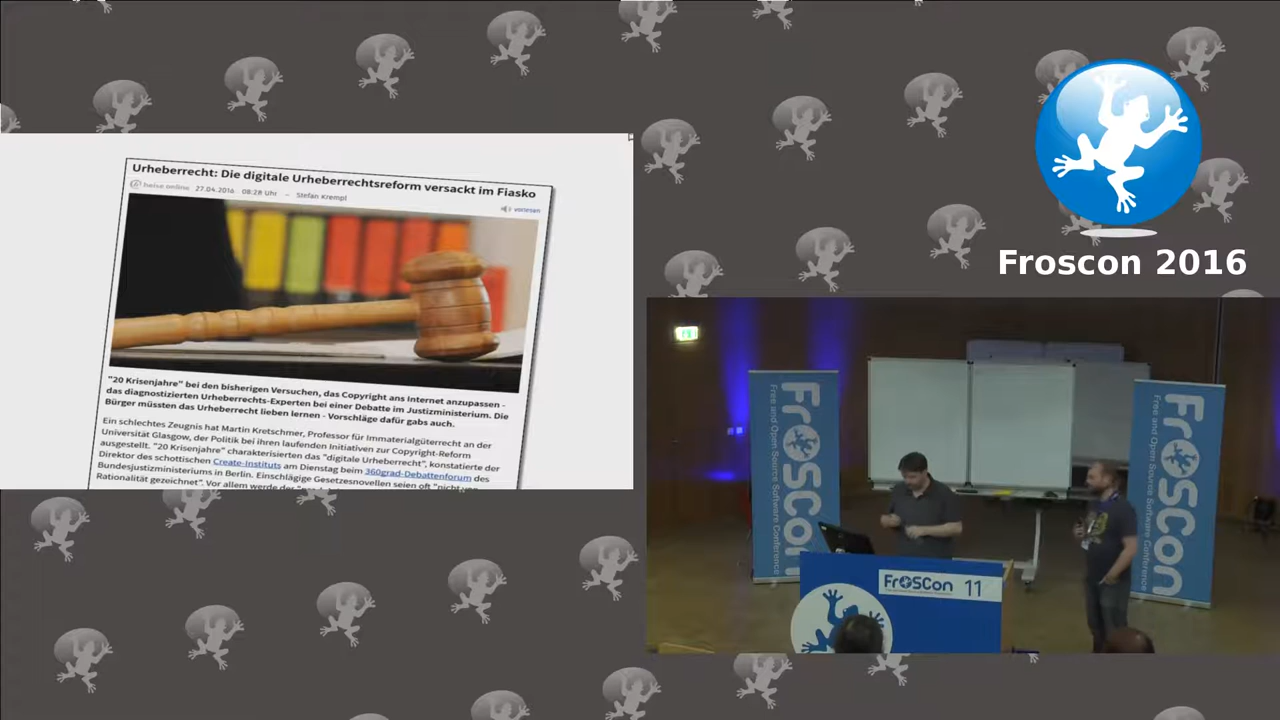 Urheberrecht: Die digitale Urheberrechtsreform versackt im Fiasko
heise online 27.04.2016 08:28 Uhr – Stefan Krempl
vorlesen
"20 Krisenjahre" bei den bisherigen Versuchen, das Copyright ans Internet anzupassen -
das diagnostizierten Urheberrechts-Experten bei einer Debatte im Justizministerium. Die
Bürger müssten das Urheberrecht lieben lernen - Vorschläge dafür gabs auch.
Ein schlechtes Zeugnis hat Martin Kretschmer, Professor für Immaterialgüterrecht an der
Universität Glasgow, der Politik bei ihren laufenden Initiativen zur Copyright-Reform
ausgestellt. "20 Krisenjahre" charakterisierten das "digitale Urheberrecht", konstatierte der
Direktor des schottischen Create-Instituts am Dienstag beim 360grad-Debattenforum des
Bundesjustizministeriums in Berlin. Einschlägige Gesetzesnovellen seien oft "nicht von
Rationalität gezeichnet". Vor allem werde der
Froscon 2016
FrOSCon
Free and Open Source Software Conference
FrOSCon
Free and Open Source Software Conference
FrOSCon 11